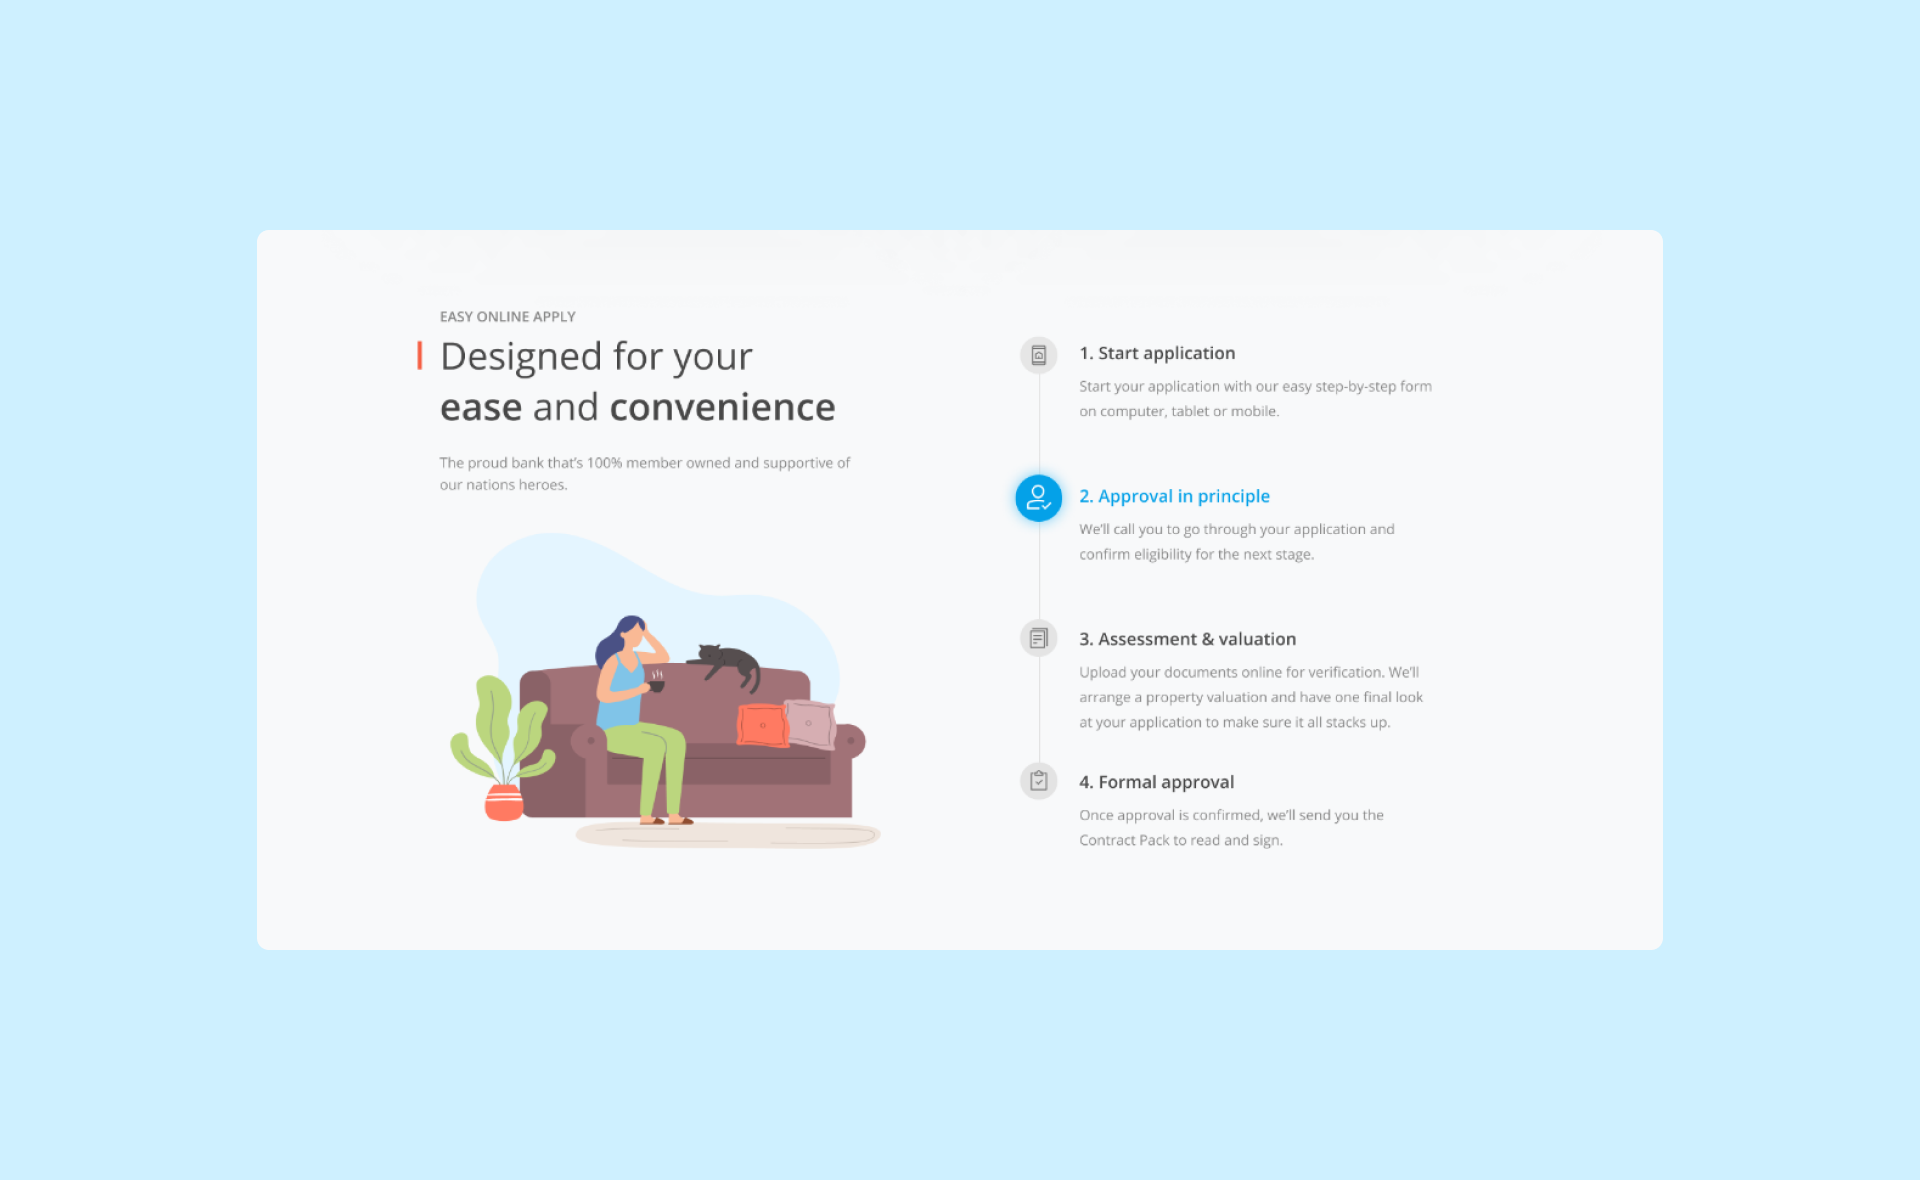 EASY ONLINE APPLY
Designed for your
ease and convenience
The proud bank that's 100% member owned and supportive of
our nations heroes.
1. Start application
Start your application with our easy step-by-step form
on computer, tablet or mobile.
2. Approval in principle
We'll call you to go through your application and
confirm eligibility for the next stage.
3. Assessment & valuation
Upload your documents online for verification. We'll
arrange a property valuation and have one final look
at your application to make sure it all stacks up.
4. Formal approval
Once approval is confirmed, we'll send you the
Contract Pack to read and sign.